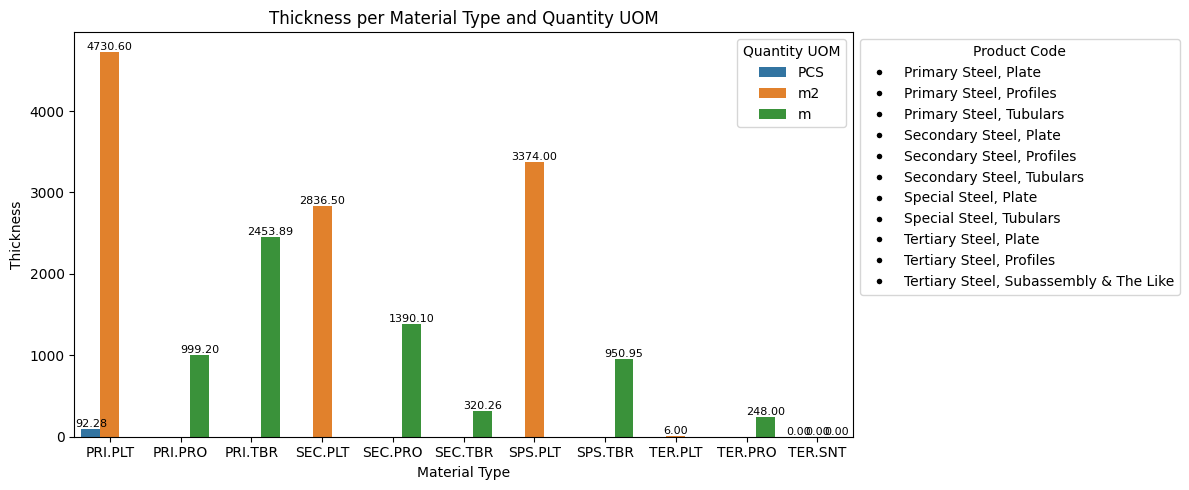 Thickness per Material Type and Quantity UOM
Thickness
4000
3000
2000
1000
0
92.28
4730.60
999.20
2453.89
2836.50
1390.10
320.26
3374.00
950.95
6.00
248.00
0.00
0.00
0.00
PRI.PLT
PRI.PRO
PRI.TBR
SEC.PLT
SEC.PRO
SEC.TBR
SPS.PLT
SPS.TBR
TER.PLT
TER.PRO
TER.SNT
Material Type
Quantity UOM
PCS
m2
m
Product Code
Primary Steel, Plate
Primary Steel, Profiles
Primary Steel, Tubulars
Secondary Steel, Plate
Secondary Steel, Profiles
Secondary Steel, Tubulars
Special Steel, Plate
Special Steel, Tubulars
Tertiary Steel, Plate
Tertiary Steel, Profiles
Tertiary Steel, Subassembly & The Like